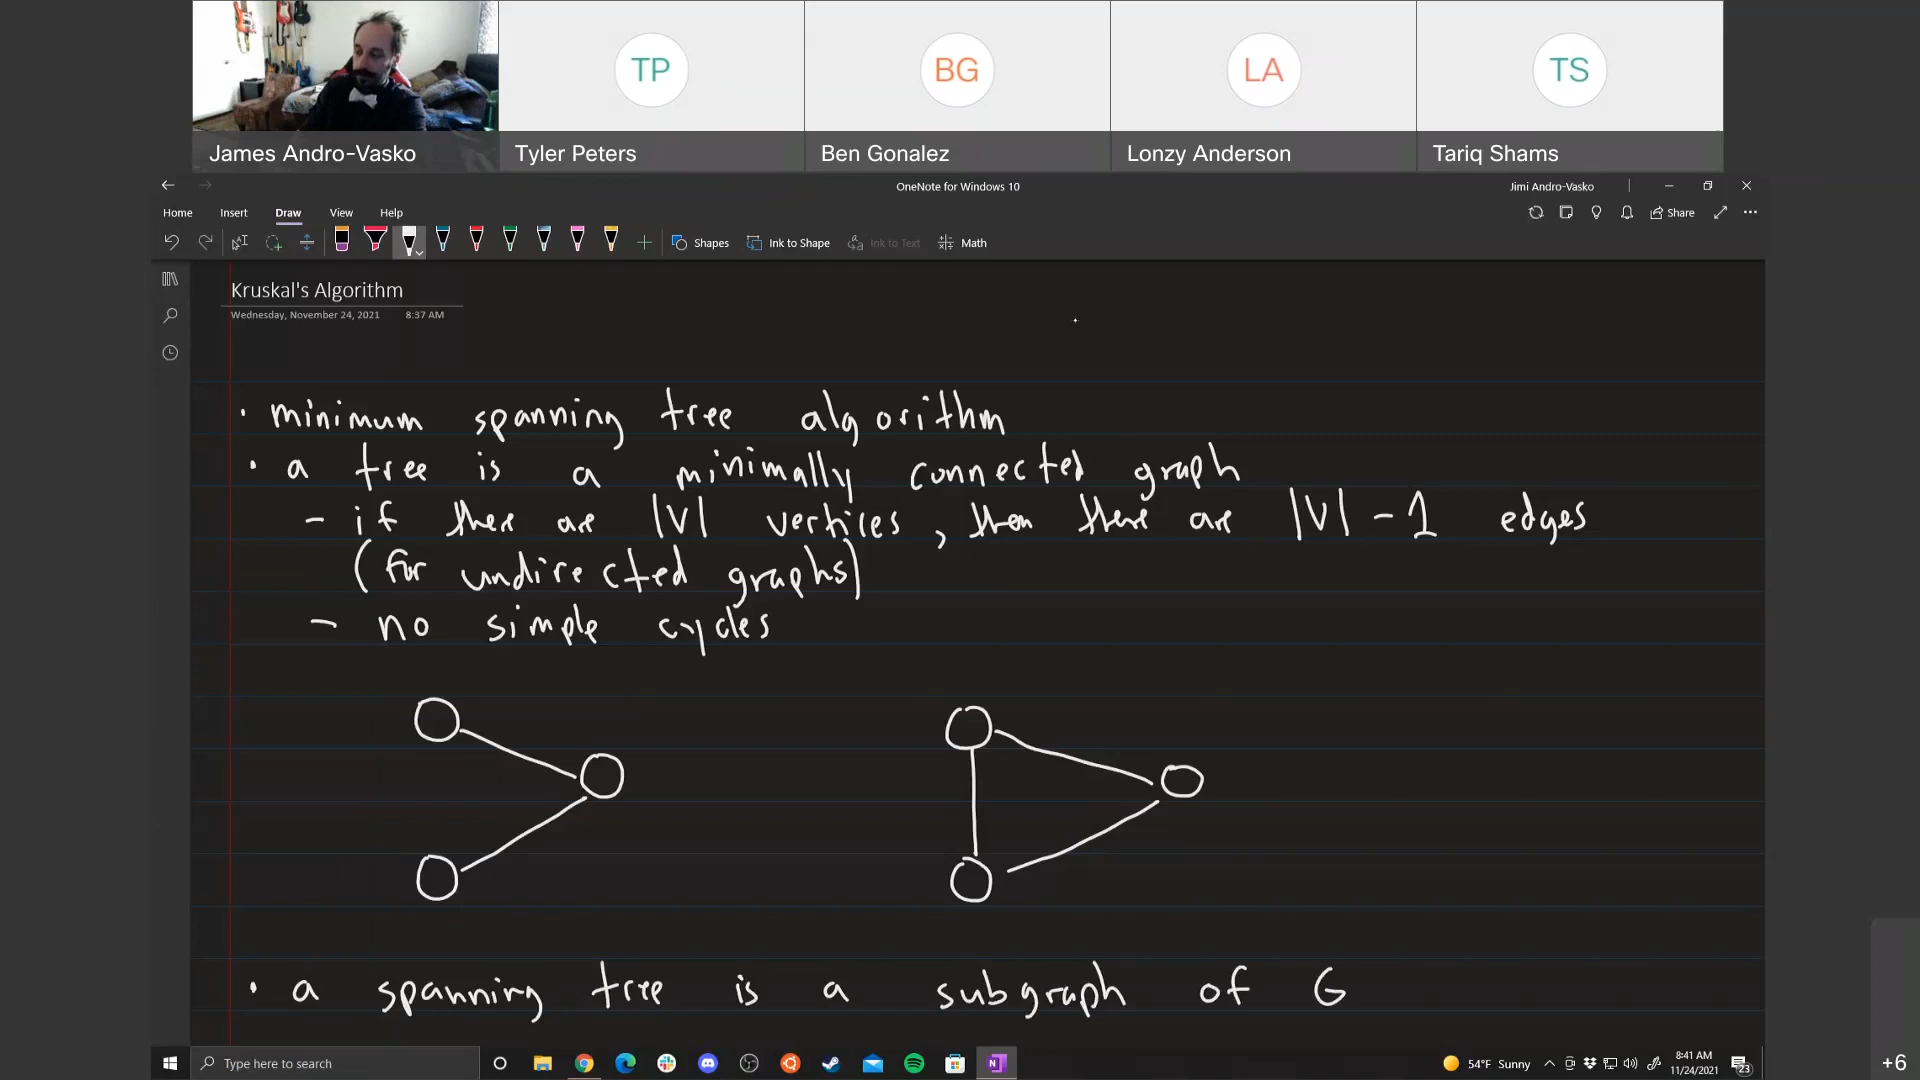 TP
BG
LA
TS
James Andro-Vasko
Tyler Peters
Ben Gonalez
Lonzy Anderson
Tariq Shams
OneNote for Windows 10
Jimi Andro-Vasko
Home Insert Draw View Help
Share
Shapes Ink to Shape Ink to Text Math
Kruskal's Algorithm
Wednesday, November 24, 2021 8:37 AM
• minimum spanning tree algorithm
• a tree is a minimally connected graph
- if there are |V| vertices, then there are |V| - 1 edges
(for undirected graphs)
- no simple cycles
• a spanning tree is a subgraph of G
Type here to search
54°F Sunny
8:41 AM
11/24/2021
23
+6